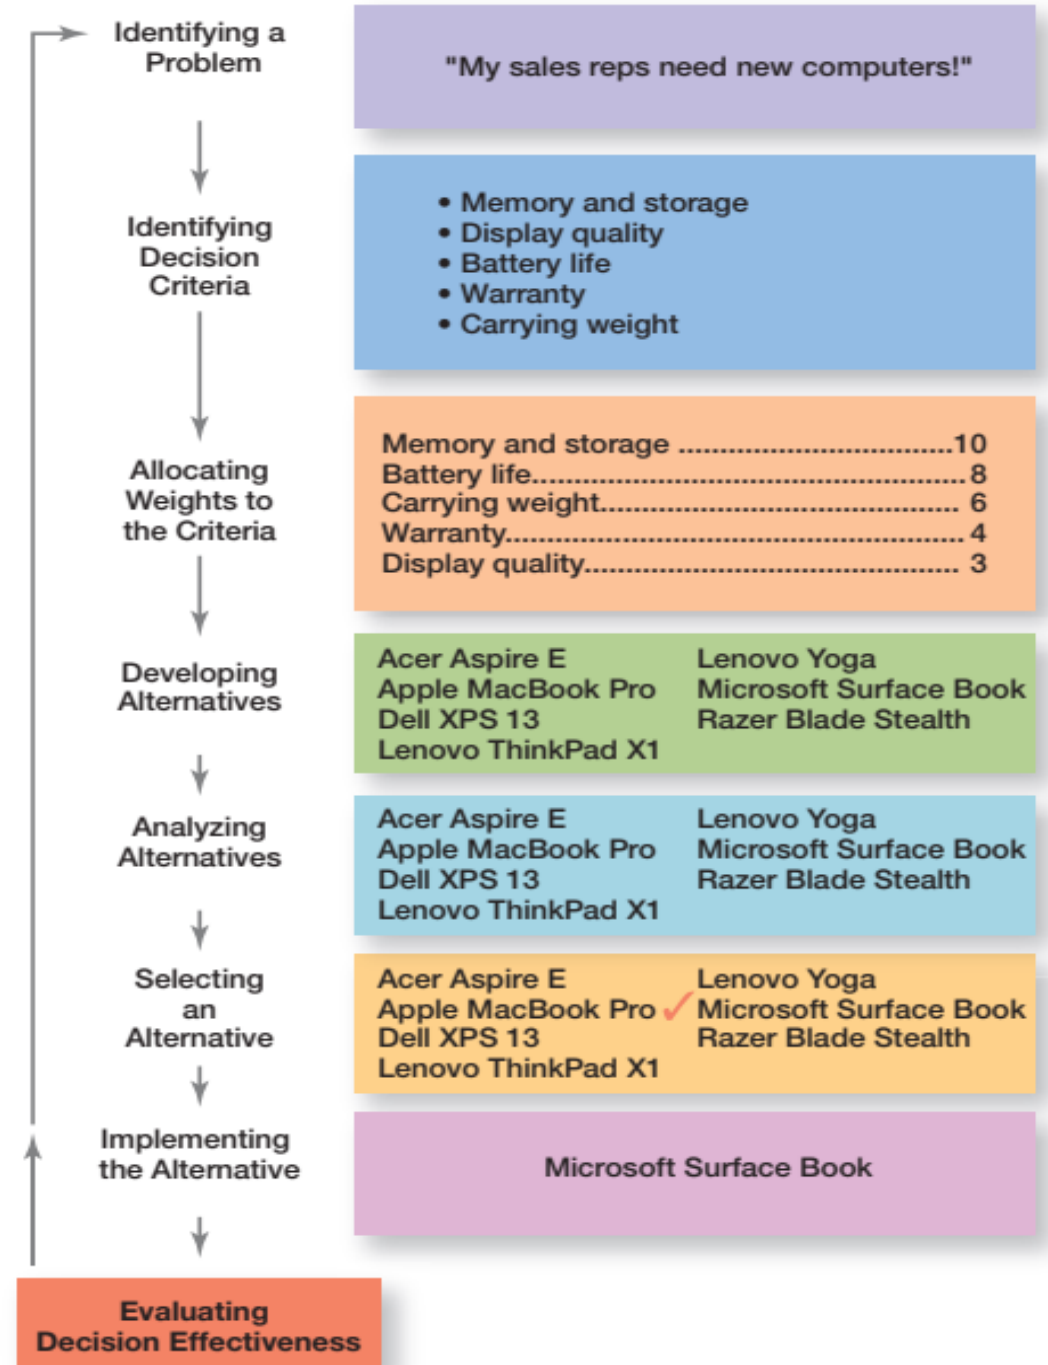 Identifying a
Problem
"My sales reps need new computers!"
Identifying
Decision
Criteria
• Memory and storage
• Display quality
• Battery life
• Warranty
• Carrying weight
Allocating
Weights to
the Criteria
Memory and storage ..................................10
Battery life..................................................... 8
Carrying weight............................................ 6
Warranty........................................................ 4
Display quality.............................................. 3
Developing
Alternatives
Acer Aspire E
Apple MacBook Pro
Dell XPS 13
Lenovo ThinkPad X1
Lenovo Yoga
Microsoft Surface Book
Razer Blade Stealth
Analyzing
Alternatives
Acer Aspire E
Apple MacBook Pro
Dell XPS 13
Lenovo ThinkPad X1
Lenovo Yoga
Microsoft Surface Book
Razer Blade Stealth
Selecting
an
Alternative
Acer Aspire E
Apple MacBook Pro
Dell XPS 13
Lenovo ThinkPad X1
Lenovo Yoga
✓ Microsoft Surface Book
Razer Blade Stealth
Implementing
the Alternative
Microsoft Surface Book
Evaluating
Decision Effectiveness